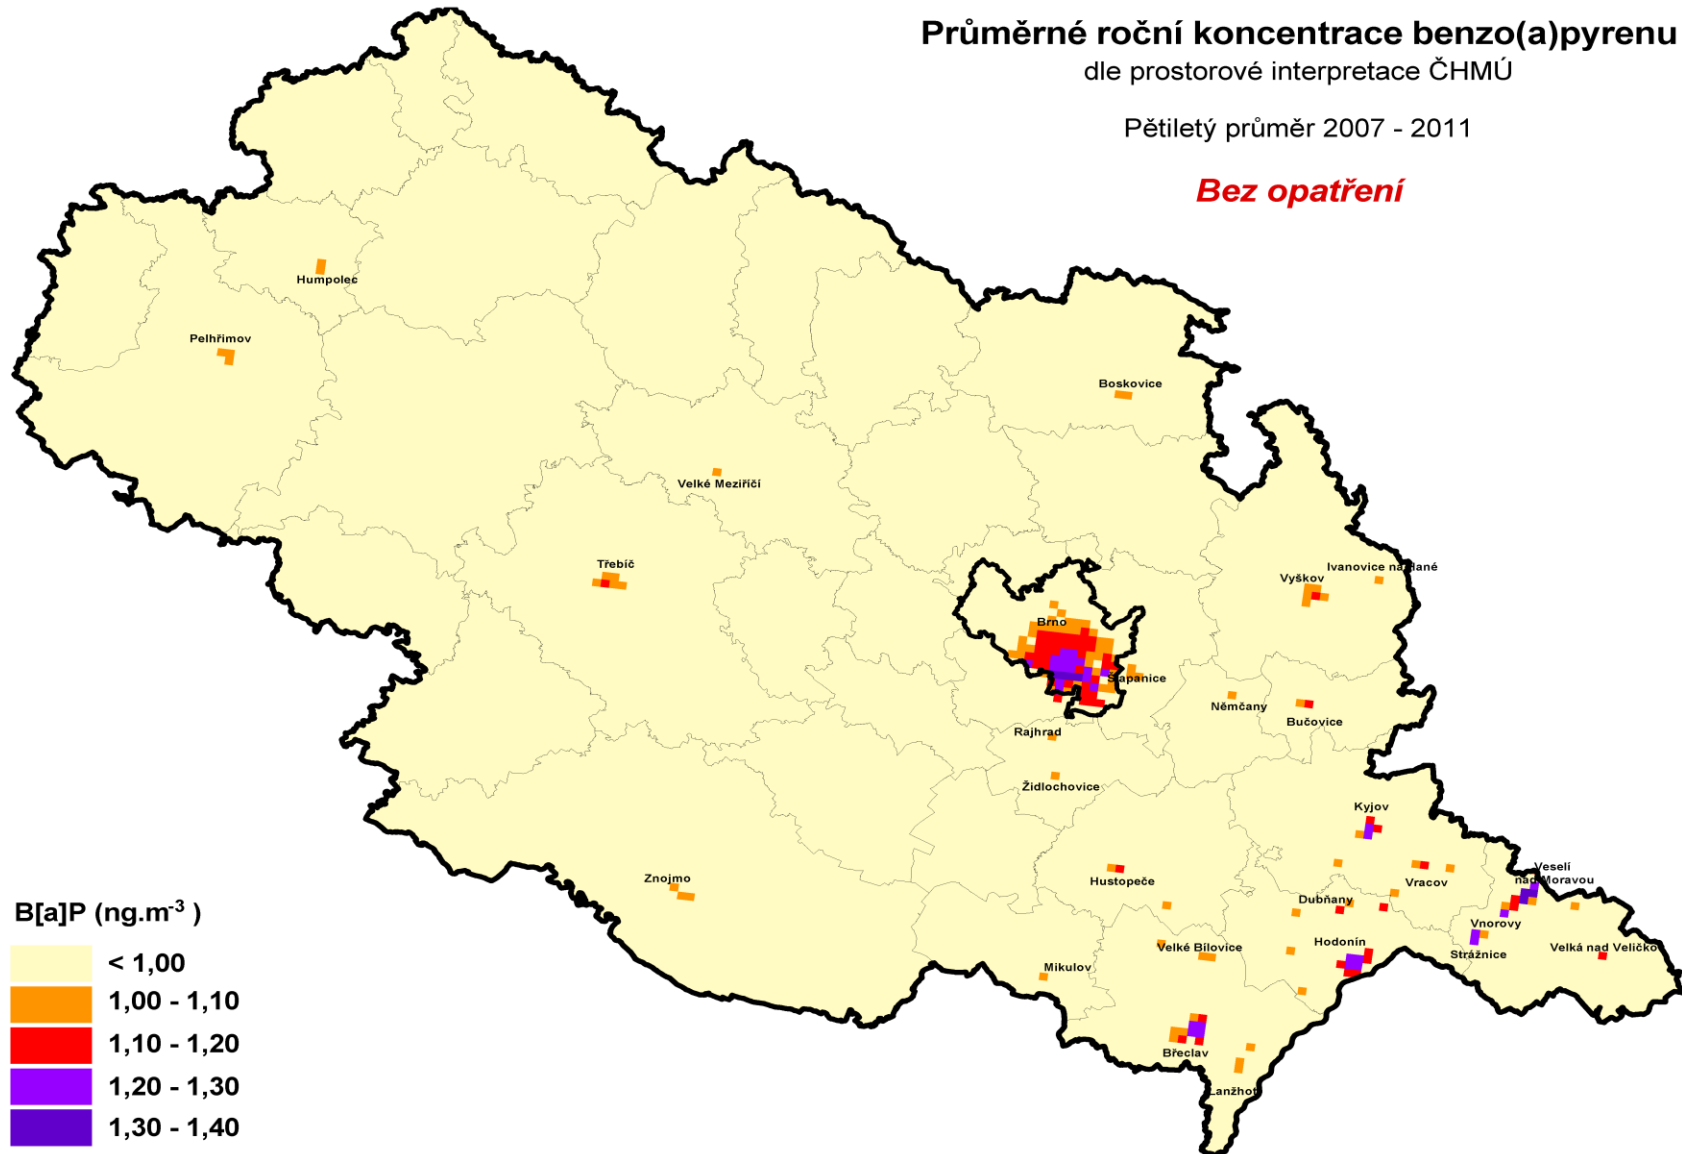 Průměrné roční koncentrace benzo(a)pyrenu
dle prostorové interpretace ČHMÚ
Pětiletý průměr 2007 - 2011
Bez opatření
Humpolec
Pelhřimov
Boskovice
Velké Meziříčí
Třebíč
Ivanovice na Hané
Vyškov
Brno
Šlapanice
Němčany
Bučovice
Rajhrad
Židlochovice
Kyjov
Znojmo
Hustopeče
Vracov
Veselí
nad Moravou
Dubňany
Vnorovy
Strážnice
Velká nad Veličkou
Hodonín
Velké Bílovice
Mikulov
Břeclav
Lanžhot
B[a]P (ng.m-3 )
< 1,00
1,00 - 1,10
1,10 - 1,20
1,20 - 1,30
1,30 - 1,40